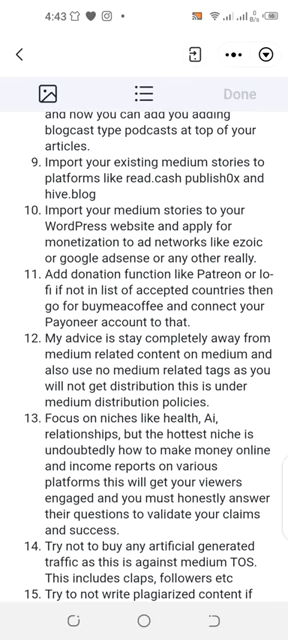 4:43
0
B/s
68
Done
and how you can add you adding
blogcast type podcasts at top of your
articles.
9. Import your existing medium stories to
platforms like read.cash publish0x and
hive.blog
10. Import your medium stories to your
WordPress website and apply for
monetization to ad networks like ezoic
or google adsense or any other really.
11. Add donation function like Patreon or lo-
fi if not in list of accepted countries then
go for buymeacoffee and connect your
Payoneer account to that.
12. My advice is stay completely away from
medium related content on medium and
also use no medium related tags as you
will not get distribution this is under
medium distribution policies.
13. Focus on niches like health, Ai,
relationships, but the hottest niche is
undoubtedly how to make money online
and income reports on various
platforms this will get your viewers
engaged and you must honestly answer
their questions to validate your claims
and success.
14. Try not to buy any artificial generated
traffic as this is against medium TOS.
This includes claps, followers etc
15. Try to not write plagiarized content if